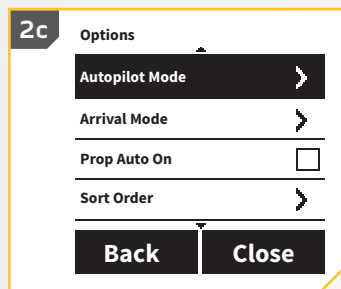 2c
Options
Autopilot Mode
Arrival Mode
Prop Auto On
Sort Order
Back Close